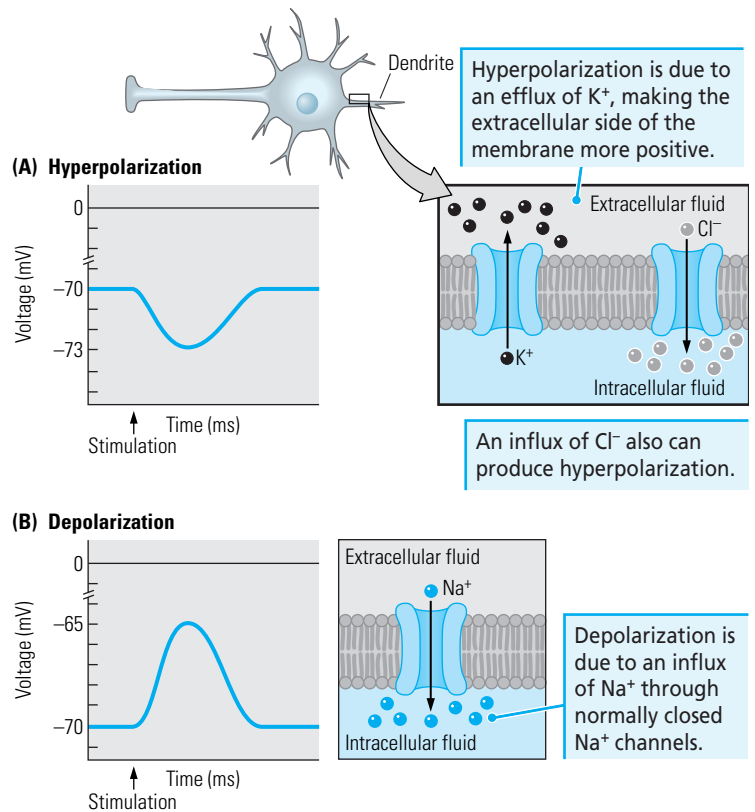 Dendrite
Hyperpolarization is due to
an efflux of K⁺, making the
extracellular side of the
membrane more positive.
(A) Hyperpolarization
0
Voltage (mV)
–70
–73
Time (ms)
Stimulation
Extracellular fluid
Cl⁻
K⁺
Intracellular fluid
An influx of Cl⁻ also can
produce hyperpolarization.
(B) Depolarization
0
Voltage (mV)
–65
–70
Time (ms)
Stimulation
Extracellular fluid
Na⁺
Intracellular fluid
Depolarization is
due to an influx
of Na⁺ through
normally closed
Na⁺ channels.